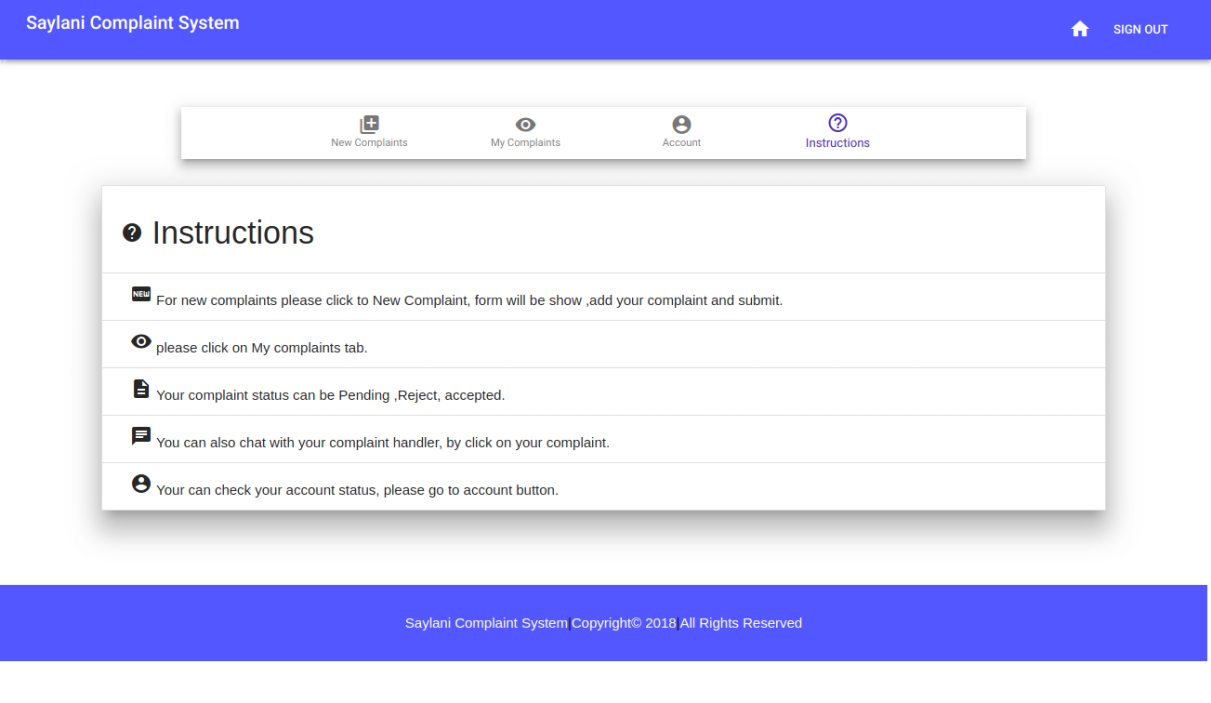 Saylani Complaint System
SIGN OUT
New Complaints
My Complaints
Account
Instructions
Instructions
NEW For new complaints please click to New Complaint, form will be show ,add your complaint and submit.
please click on My complaints tab.
Your complaint status can be Pending ,Reject, accepted.
You can also chat with your complaint handler, by click on your complaint.
Your can check your account status, please go to account button.
Saylani Complaint System|Copyright© 2018|All Rights Reserved